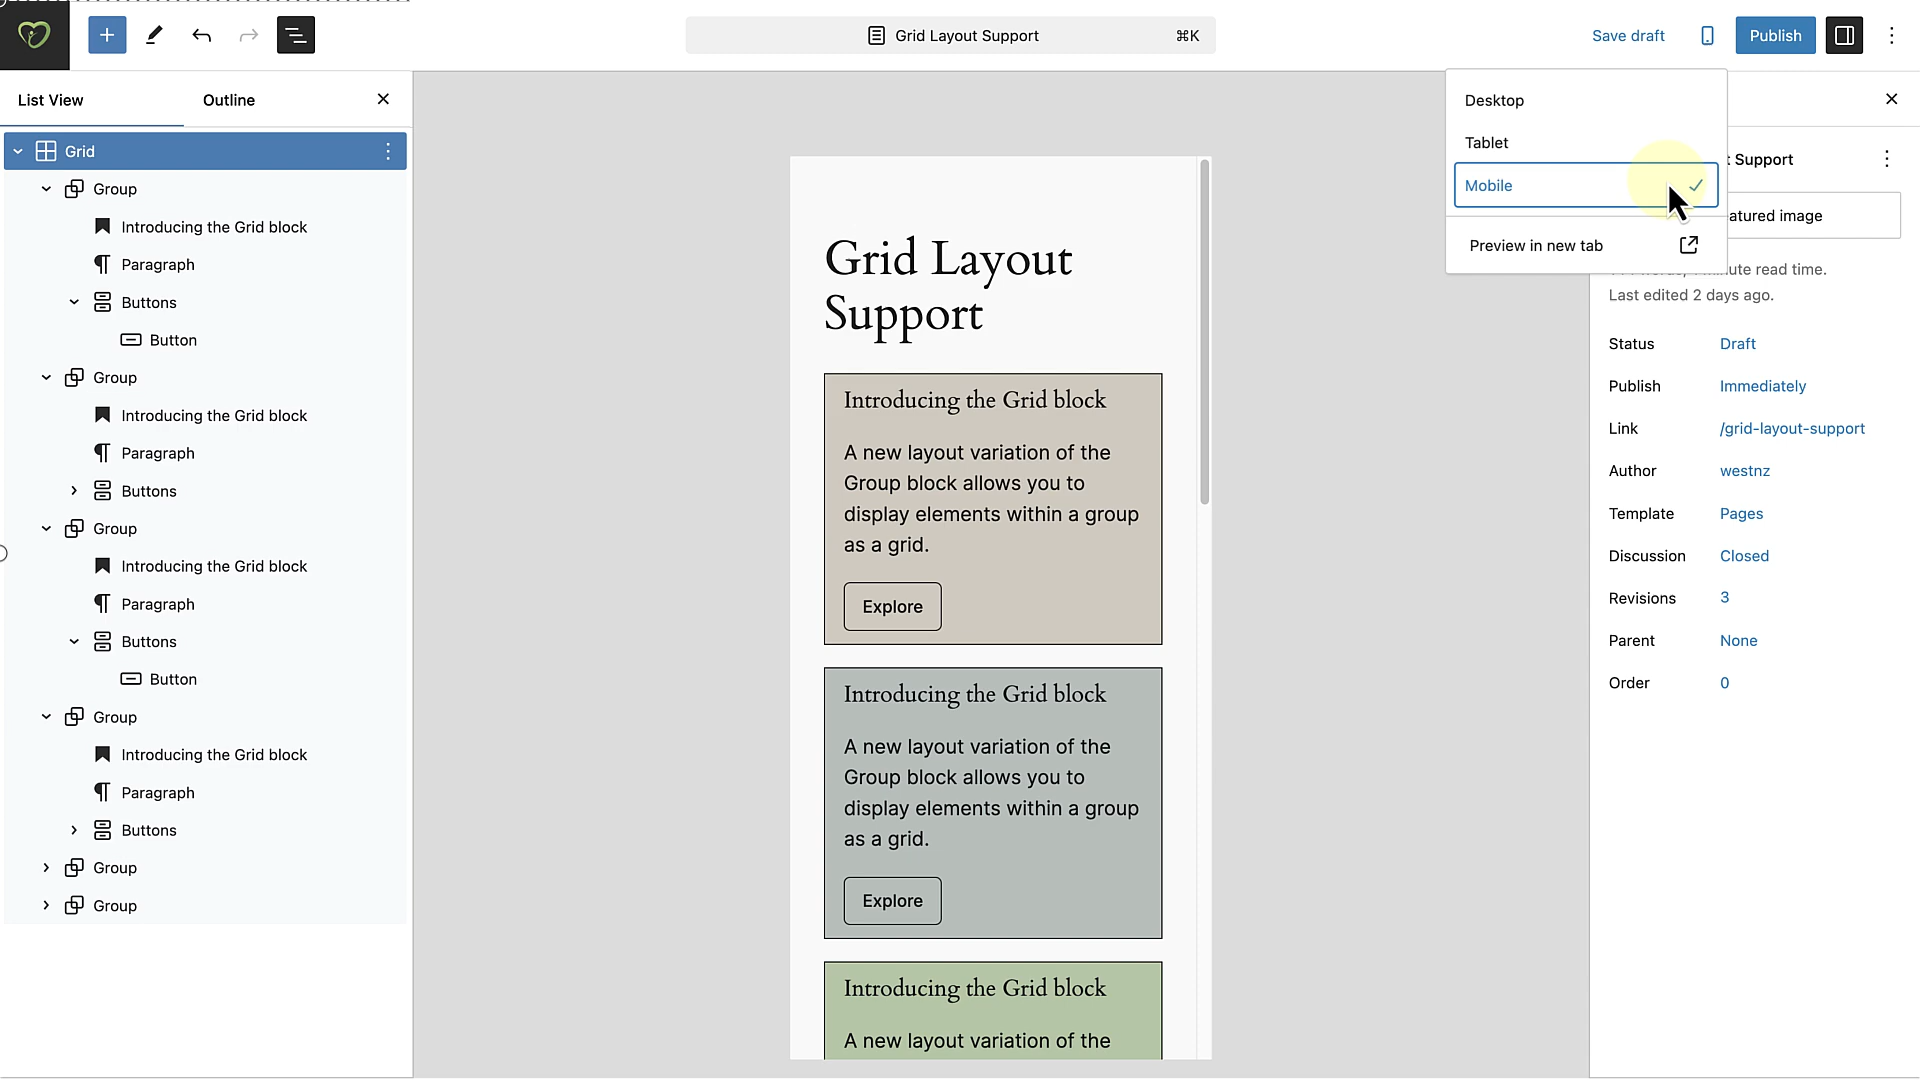 Grid Layout Support
⌘K
Save draft
Publish
List View
Outline
Grid
Group
Introducing the Grid block
Paragraph
Buttons
Button
Group
Introducing the Grid block
Paragraph
Buttons
Group
Introducing the Grid block
Paragraph
Buttons
Button
Group
Introducing the Grid block
Paragraph
Buttons
Group
Group
Grid Layout
Support
Introducing the Grid block
A new layout variation of the
Group block allows you to
display elements within a group
as a grid.
Explore
Introducing the Grid block
A new layout variation of the
Group block allows you to
display elements within a group
as a grid.
Explore
Introducing the Grid block
A new layout variation of the
Desktop
Tablet
Mobile
Preview in new tab
Support
read time.
Last edited 2 days ago.
Status Draft
Publish Immediately
Link /grid-layout-support
Author westnz
Template Pages
Discussion Closed
Revisions 3
Parent None
Order 0